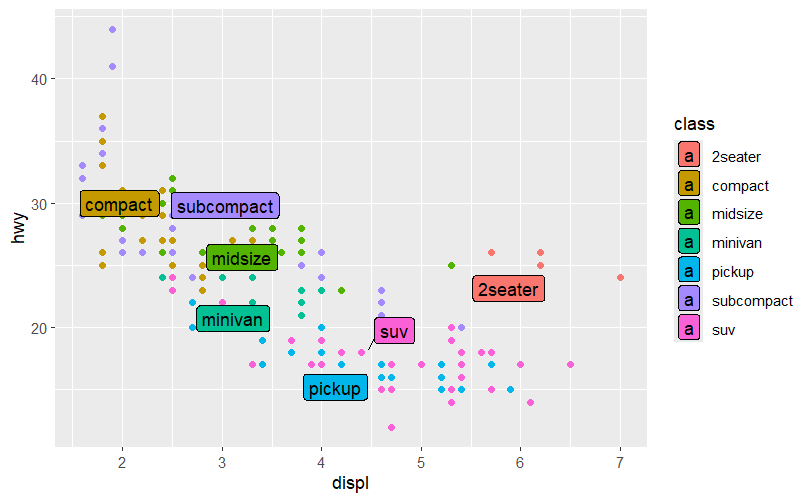 class
a 2seater
a compact
a midsize
a minivan
a pickup
a subcompact
a suv
hwy
40
30
20
compact
subcompact
midsize
2seater
minivan
suv
pickup
2 3 4 5 6 7
displ